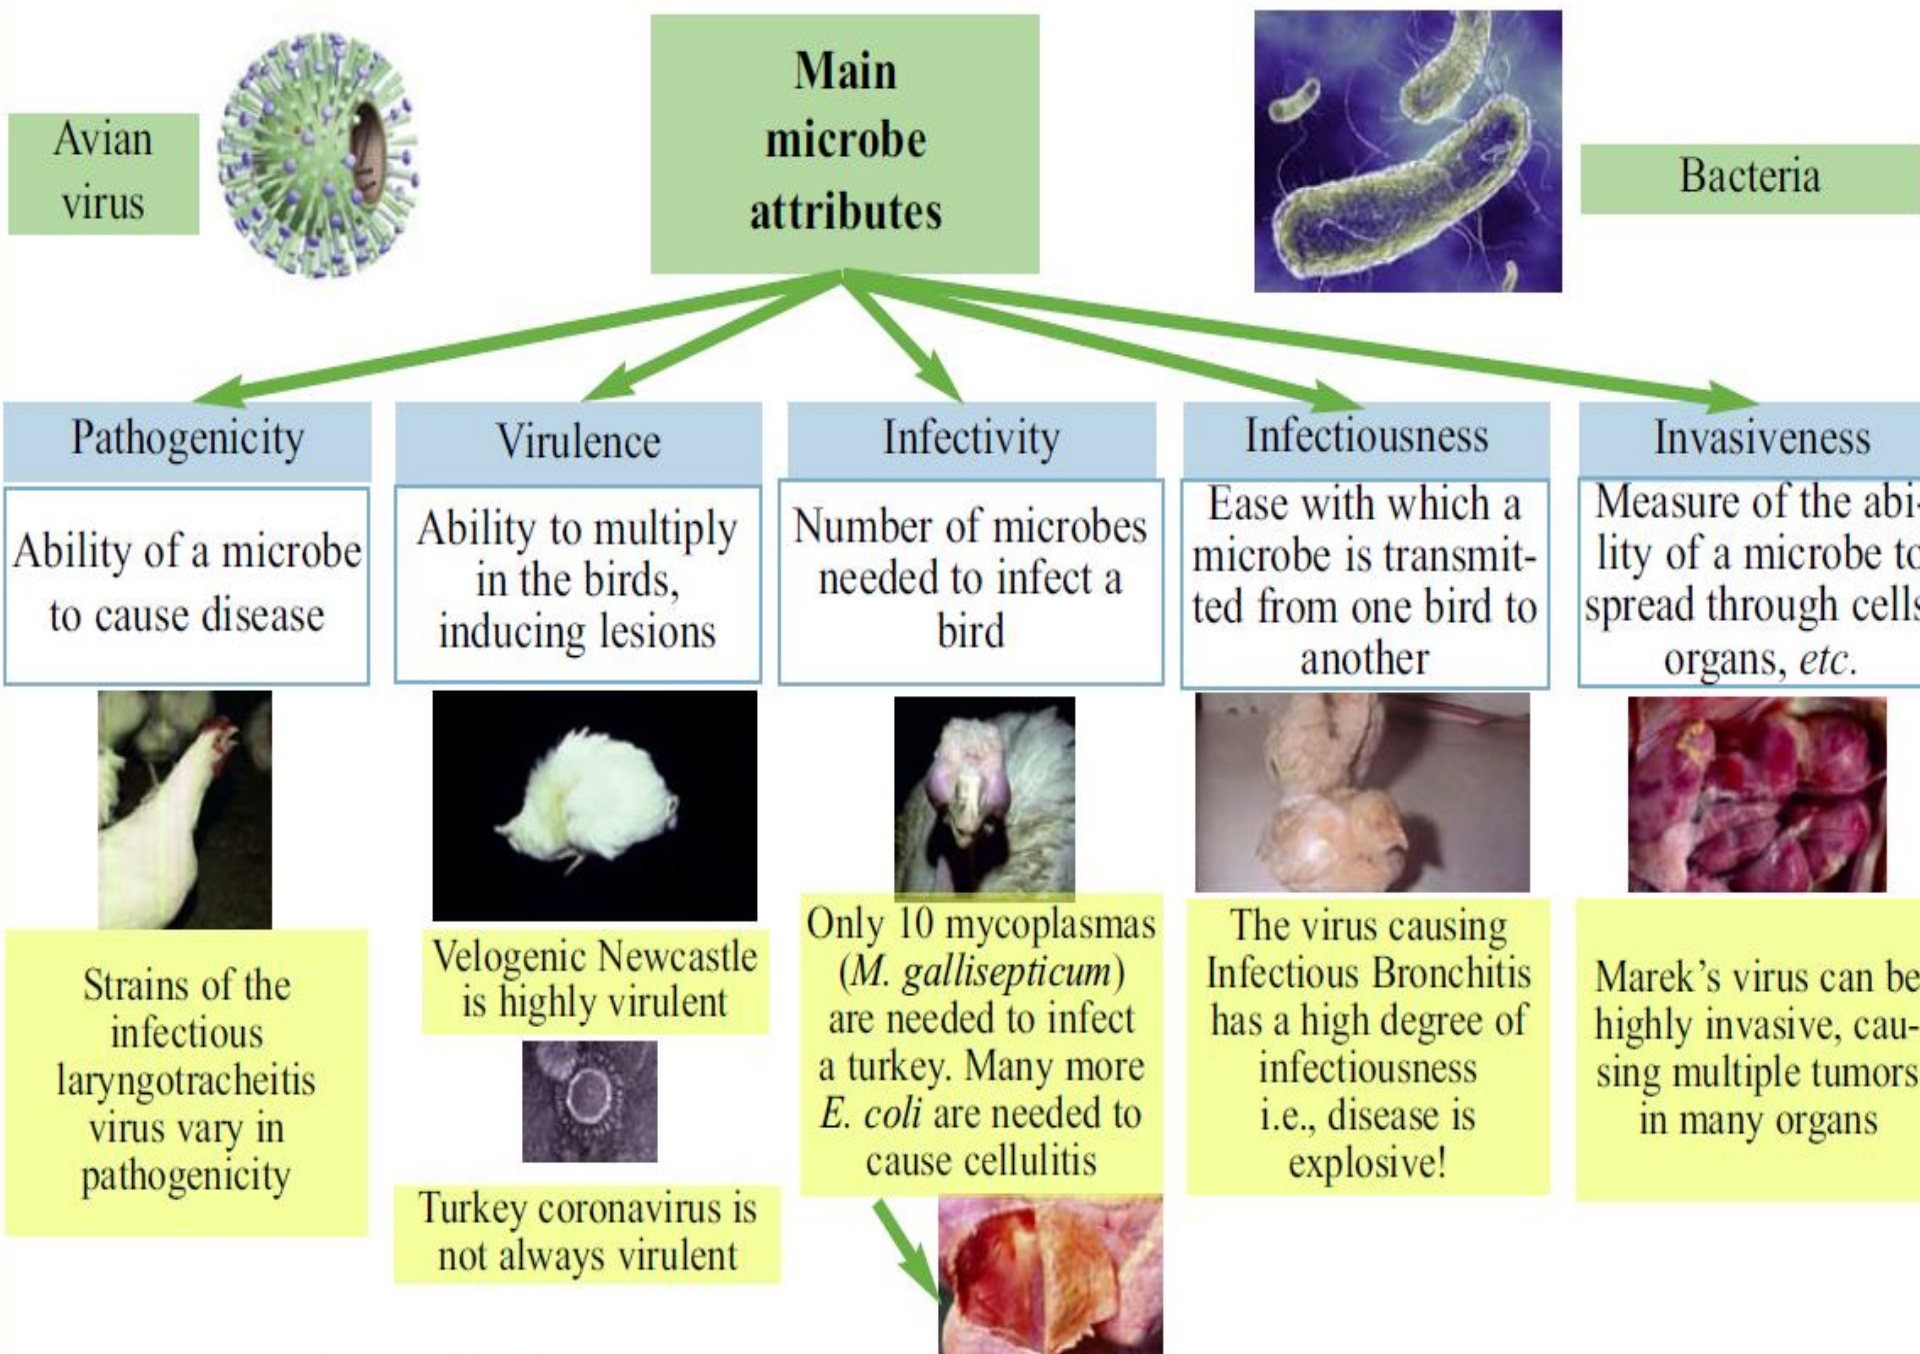 Avian
virus
Main
microbe
attributes
Bacteria
Pathogenicity
Ability of a microbe
to cause disease
Strains of the
infectious
laryngotracheitis
virus vary in
pathogenicity
Virulence
Ability to multiply
in the birds,
inducing lesions
Velogenic Newcastle
is highly virulent
Turkey coronavirus is
not always virulent
Infectivity
Number of microbes
needed to infect a
bird
Only 10 mycoplasmas
(M. gallisepticum)
are needed to infect
a turkey. Many more
E. coli are needed to
cause cellulitis
Infectiousness
Ease with which a
microbe is transmit-
ted from one bird to
another
The virus causing
Infectious Bronchitis
has a high degree of
infectiousness
i.e., disease is
explosive!
Invasiveness
Measure of the abi-
lity of a microbe to
spread through cells
organs, etc.
Marek's virus can be
highly invasive, cau-
sing multiple tumors
in many organs